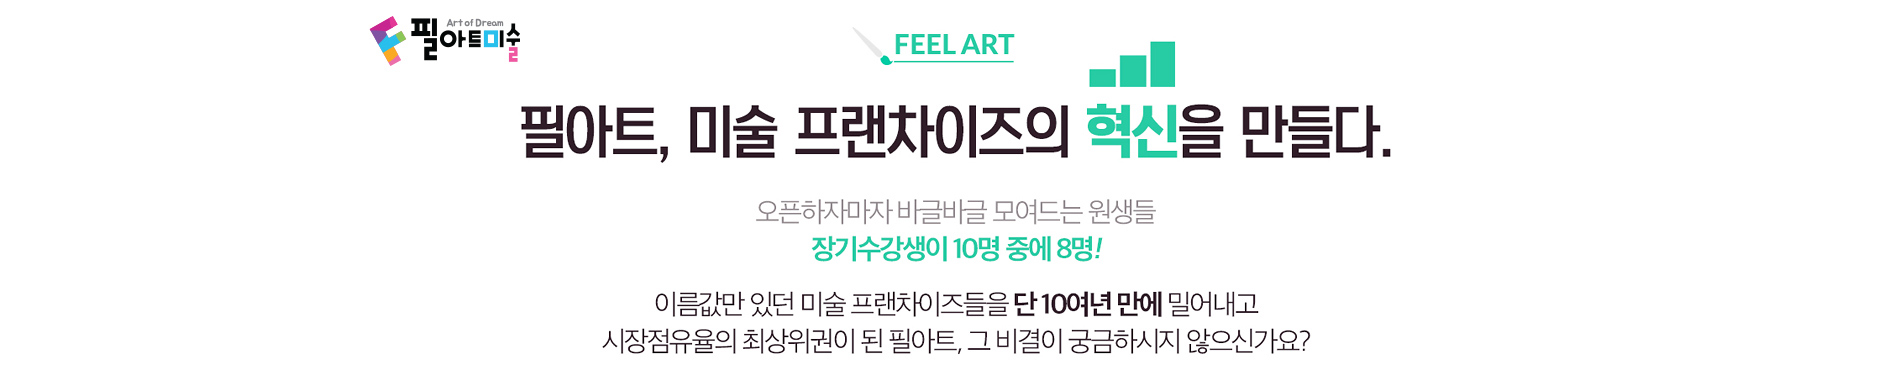 Art of Dream
필아트미술
FEEL ART
필아트, 미술 프랜차이즈의 혁신을 만들다.
오픈하자마자 바글바글 모여드는 원생들
장기수강생이 10명 중에 8명!
이름값만 있던 미술 프랜차이즈들을 단 10여년 만에 밀어내고
시장점유율의 최상위권이 된 필아트, 그 비결이 궁금하시지 않으신가요?